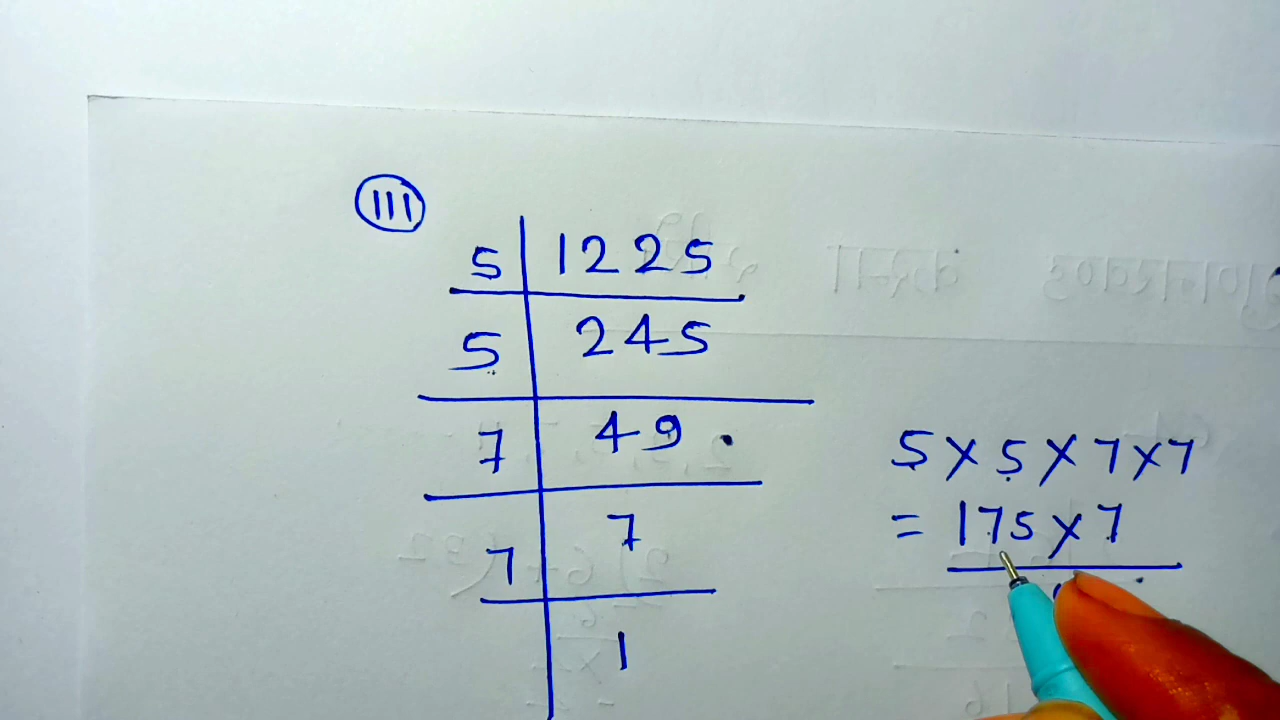 III
5 | 1225
5 | 245
7 | 49
7 | 7
1
5 × 5 × 7 × 7
= 175 × 7